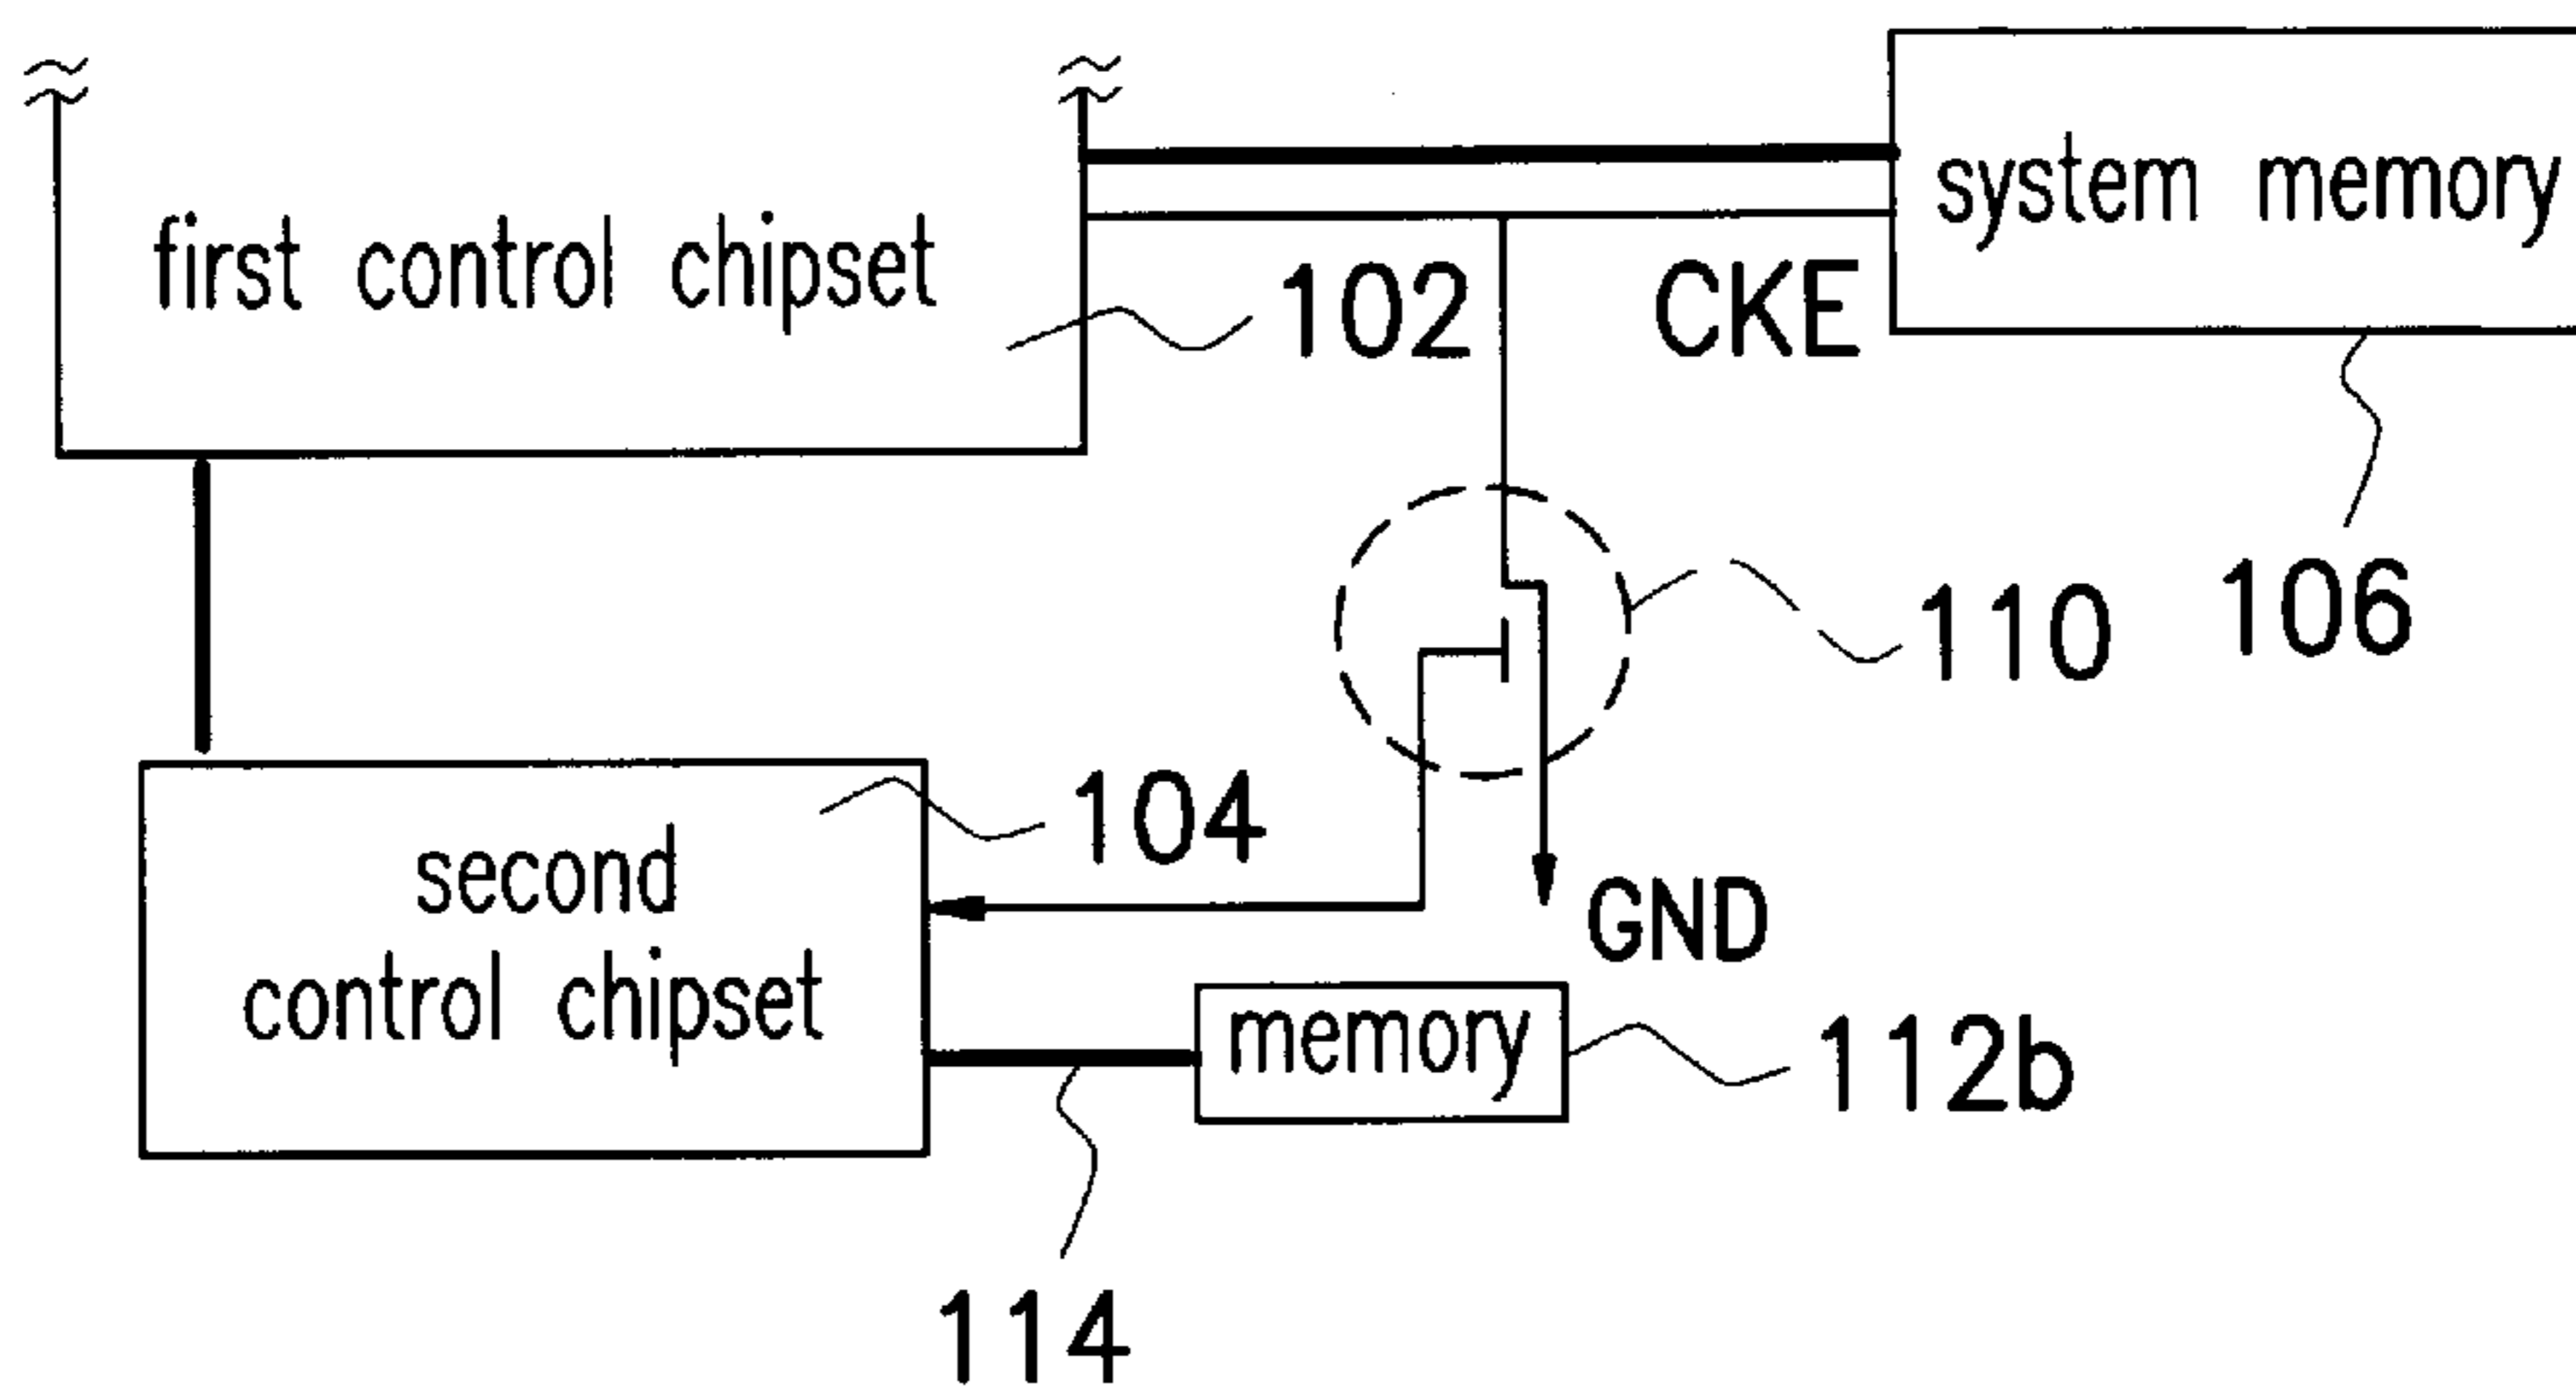 system memory
first control chipset
102
CKE
106
110
104
second
control chipset
GND
memory
112b
114